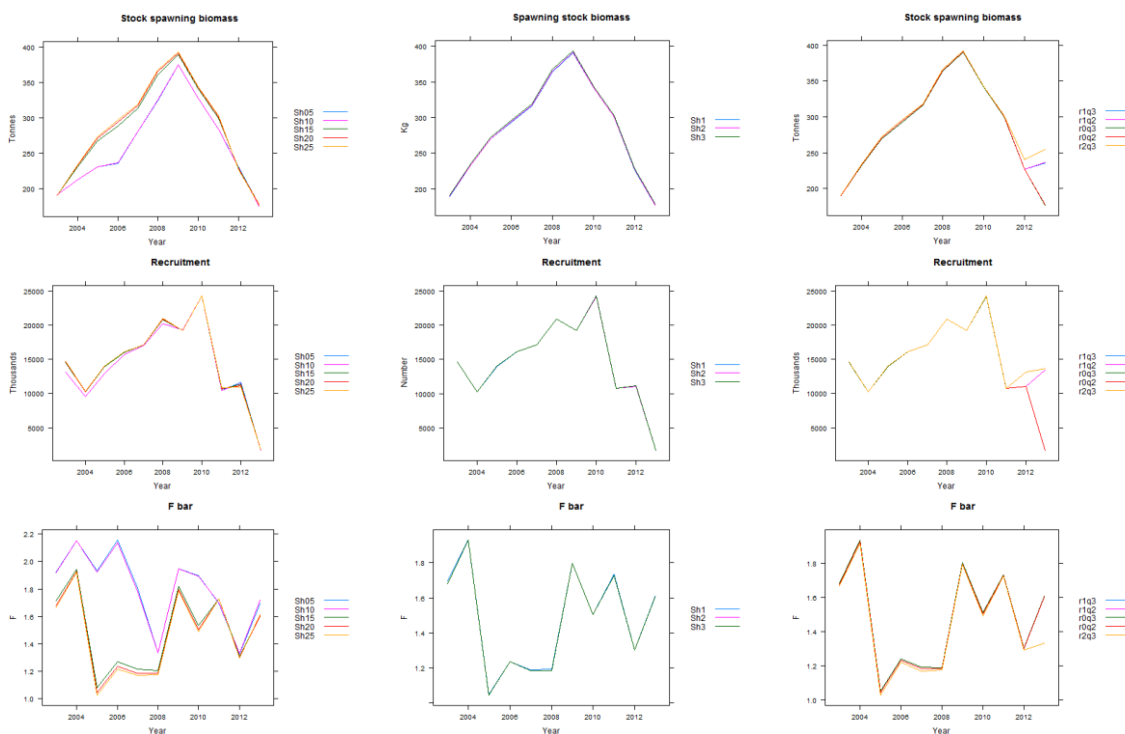 Stock spawning biomass
400
350
300
250
200
Tonnes
2004 2006 2008 2010 2012
Year
Sh05
Sh10
Sh15
Sh20
Sh25
Spawning stock biomass
400
350
300
250
200
Kg
2004 2006 2008 2010 2012
Year
Sh1
Sh2
Sh3
Stock spawning biomass
400
350
300
250
200
Tonnes
2004 2006 2008 2010 2012
Year
r1q3
r1q2
r0q3
r0q2
r2q3
Recruitment
25000
20000
15000
10000
5000
Thousands
2004 2006 2008 2010 2012
Year
Sh05
Sh10
Sh15
Sh20
Sh25
Recruitment
25000
20000
15000
10000
5000
Number
2004 2006 2008 2010 2012
Year
Sh1
Sh2
Sh3
Recruitment
25000
20000
15000
10000
5000
Thousands
2004 2006 2008 2010 2012
Year
r1q3
r1q2
r0q3
r0q2
r2q3
F bar
2.2
2.0
1.8
1.6
1.4
1.2
1.0
F
2004 2006 2008 2010 2012
Year
Sh05
Sh10
Sh15
Sh20
Sh25
F bar
1.8
1.6
1.4
1.2
F
2004 2006 2008 2010 2012
Year
Sh1
Sh2
Sh3
F bar
1.8
1.6
1.4
1.2
1.0
F
2004 2006 2008 2010 2012
Year
r1q3
r1q2
r0q3
r0q2
r2q3